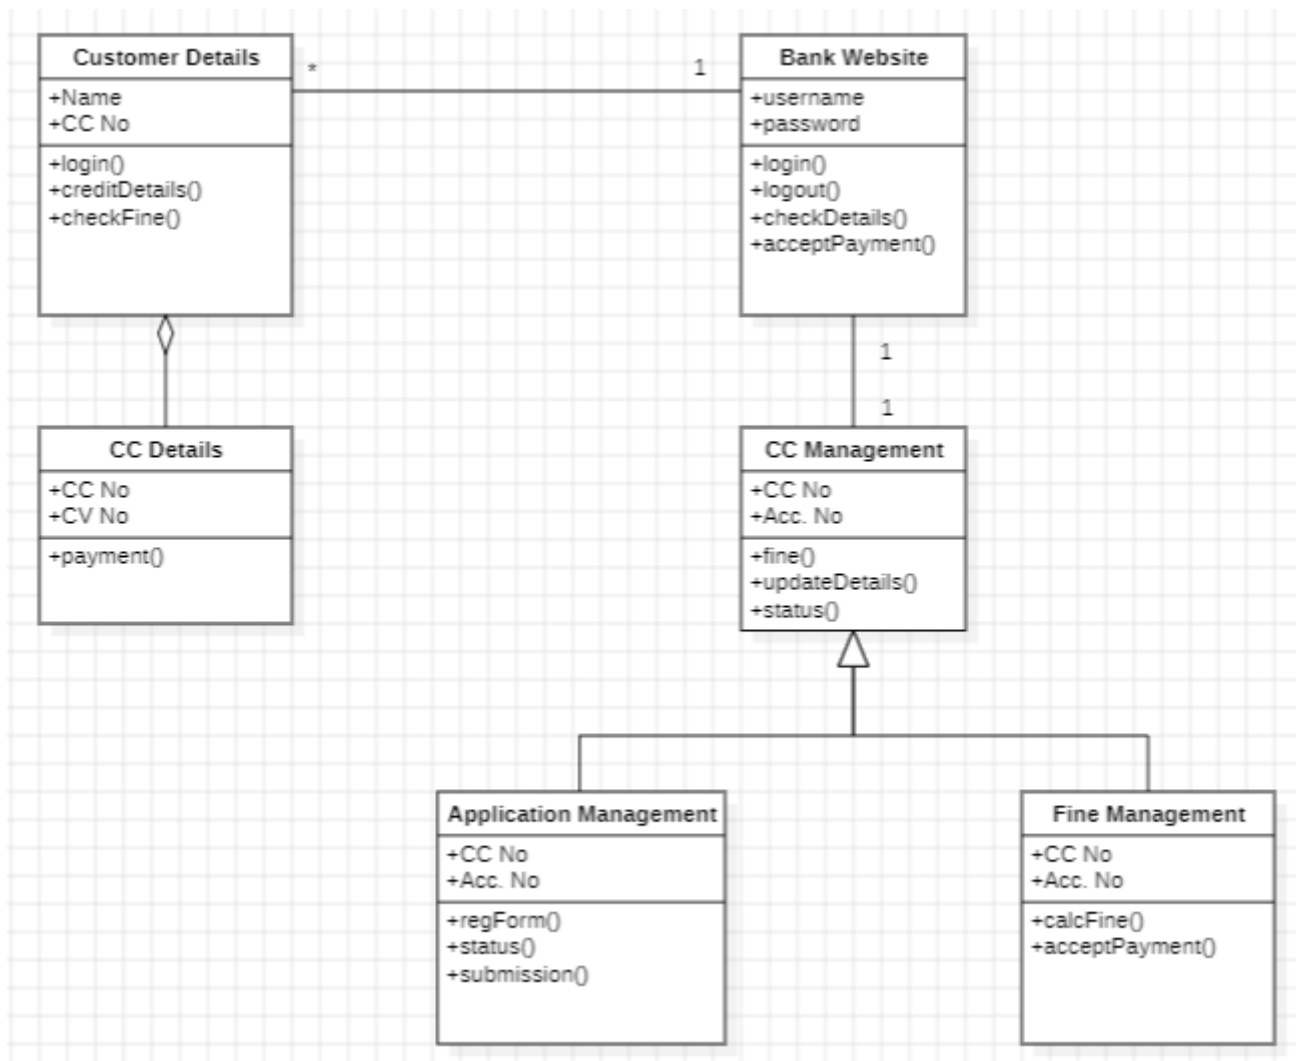 Customer Details
+Name
+CC No
+login()
+creditDetails()
+checkFine()
*
1
Bank Website
+username
+password
+login()
+logout()
+checkDetails()
+acceptPayment()
1
1
CC Details
+CC No
+CV No
+payment()
CC Management
+CC No
+Acc. No
+fine()
+updateDetails()
+status()
Application Management
+CC No
+Acc. No
+regForm()
+status()
+submission()
Fine Management
+CC No
+Acc. No
+calcFine()
+acceptPayment()